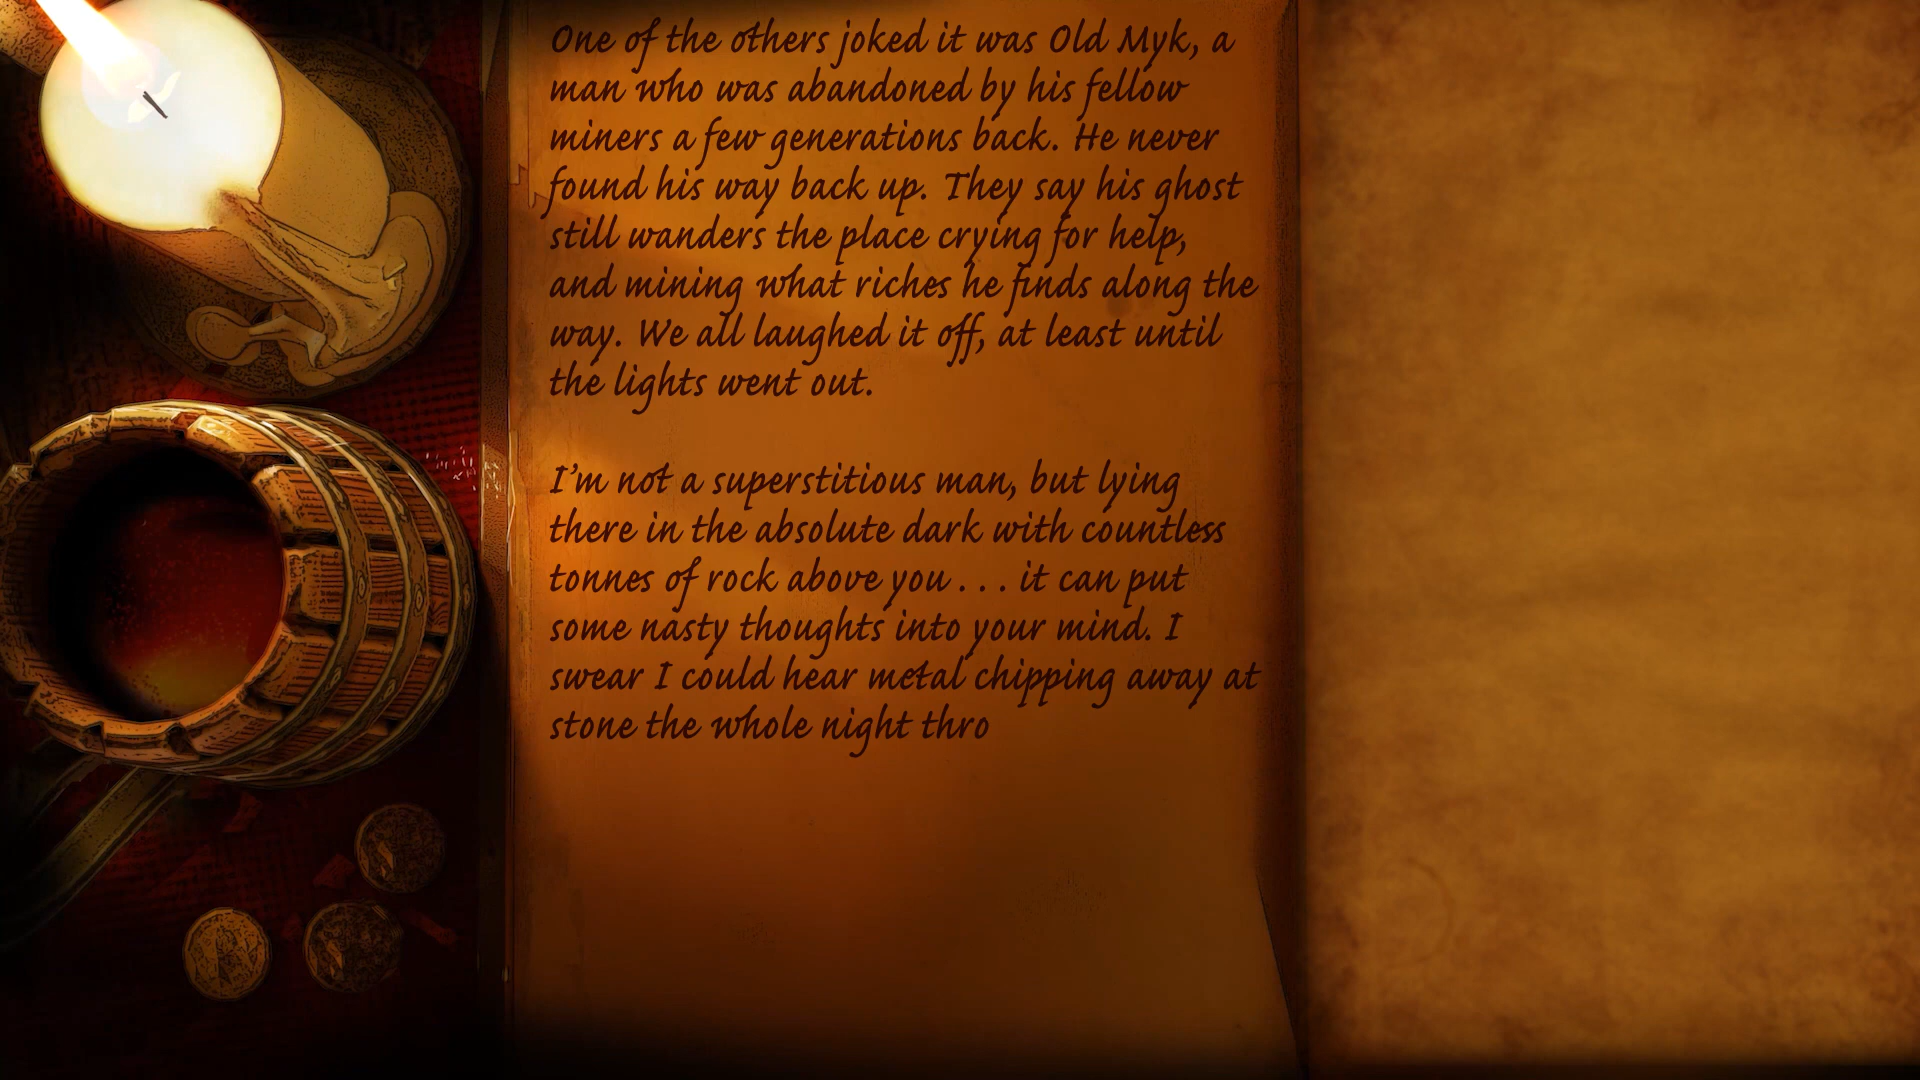 One of the others joked it was Old Myk, a
man who was abandoned by his fellow
miners a few generations back. He never
found his way back up. They say his ghost
still wanders the place crying for help,
and mining what riches he finds along the
way. We all laughed it off, at least until
the lights went out.
I'm not a superstitious man, but lying
there in the absolute dark with countless
tonnes of rock above you . . . it can put
some nasty thoughts into your mind. I
swear I could hear metal chipping away at
stone the whole night thro